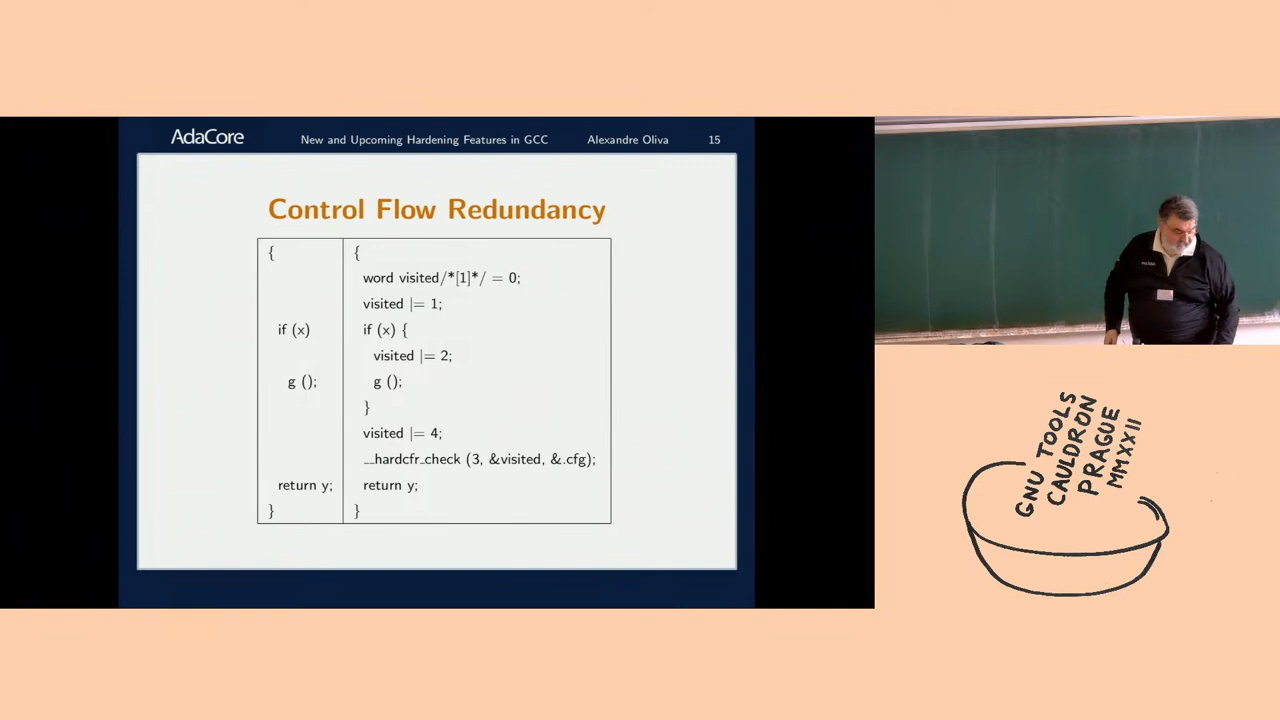 AdaCore New and Upcoming Hardening Features in GCC Alexandre Oliva 15
Control Flow Redundancy
{ {
word visited/*[1]*/ = 0;
visited |= 1;
if (x) if (x) {
visited |= 2;
g (); g ();
}
visited |= 4;
__hardcfr_check (3, &visited, &.cfg);
return y; return y;
} }
GNU TOOLS
CAULDRON
PRAGUE
MMXXII